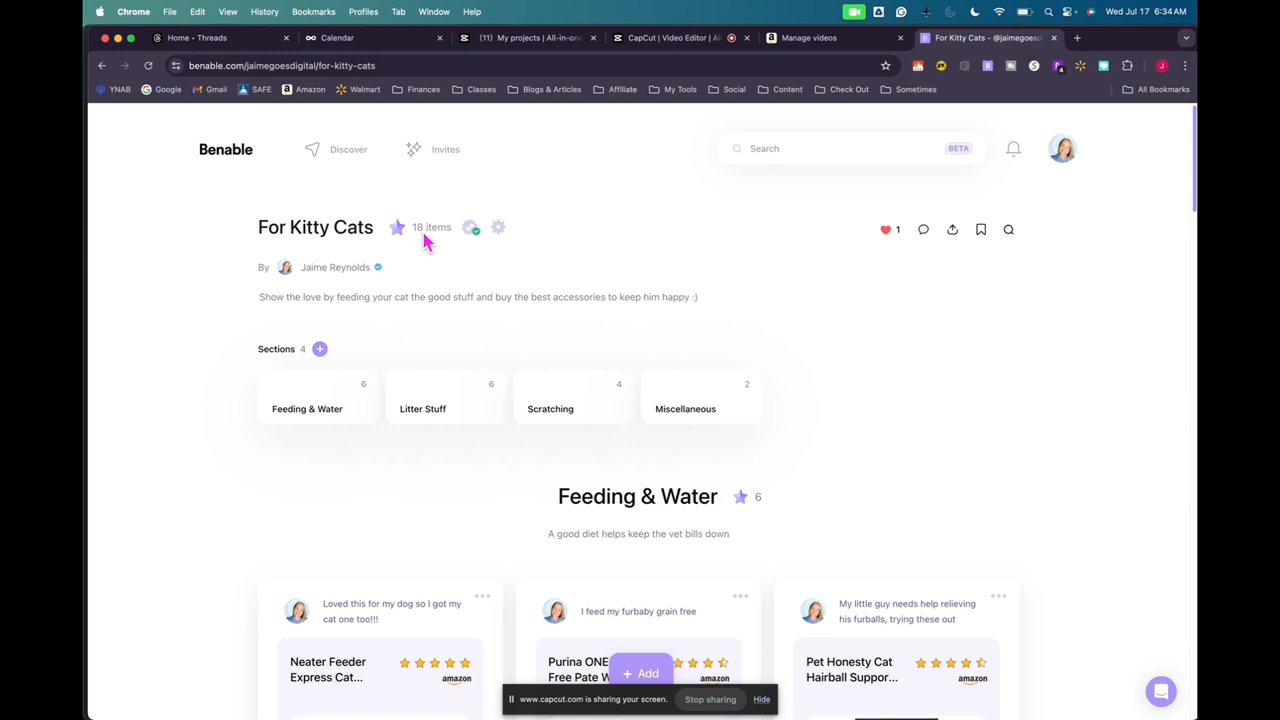 Chrome File Edit View History Bookmarks Profiles Tab Window Help Wed Jul 17 6:34 AM
Home • Threads Calendar (11) My projects | All-in-one CapCut | Video Editor | All Manage videos For Kitty Cats - @jaimegoesd
benable.com/jaimegoesdigital/for-kitty-cats
YNAB Google Gmail SAFE Amazon Walmart Finances Classes Blogs & Articles Affiliate My Tools Social Content Check Out Sometimes All Bookmarks
Benable Discover Invites Search BETA
For Kitty Cats 18 items 1
By Jaime Reynolds
Show the love by feeding your cat the good stuff and buy the best accessories to keep him happy :)
Sections 4 +
6 6 4 2
Feeding & Water Litter Stuff Scratching Miscellaneous
Feeding & Water 6
A good diet helps keep the vet bills down
Loved this for my dog so I got my
cat one too!!!
I feed my furbaby grain free
My little guy needs help relieving
his furballs, trying these out
Neater Feeder
Express Cat...
amazon
Purina ONE
Free Pate W
amazon
Pet Honesty Cat
Hairball Suppor...
amazon
+ Add
www.capcut.com is sharing your screen. Stop sharing Hide